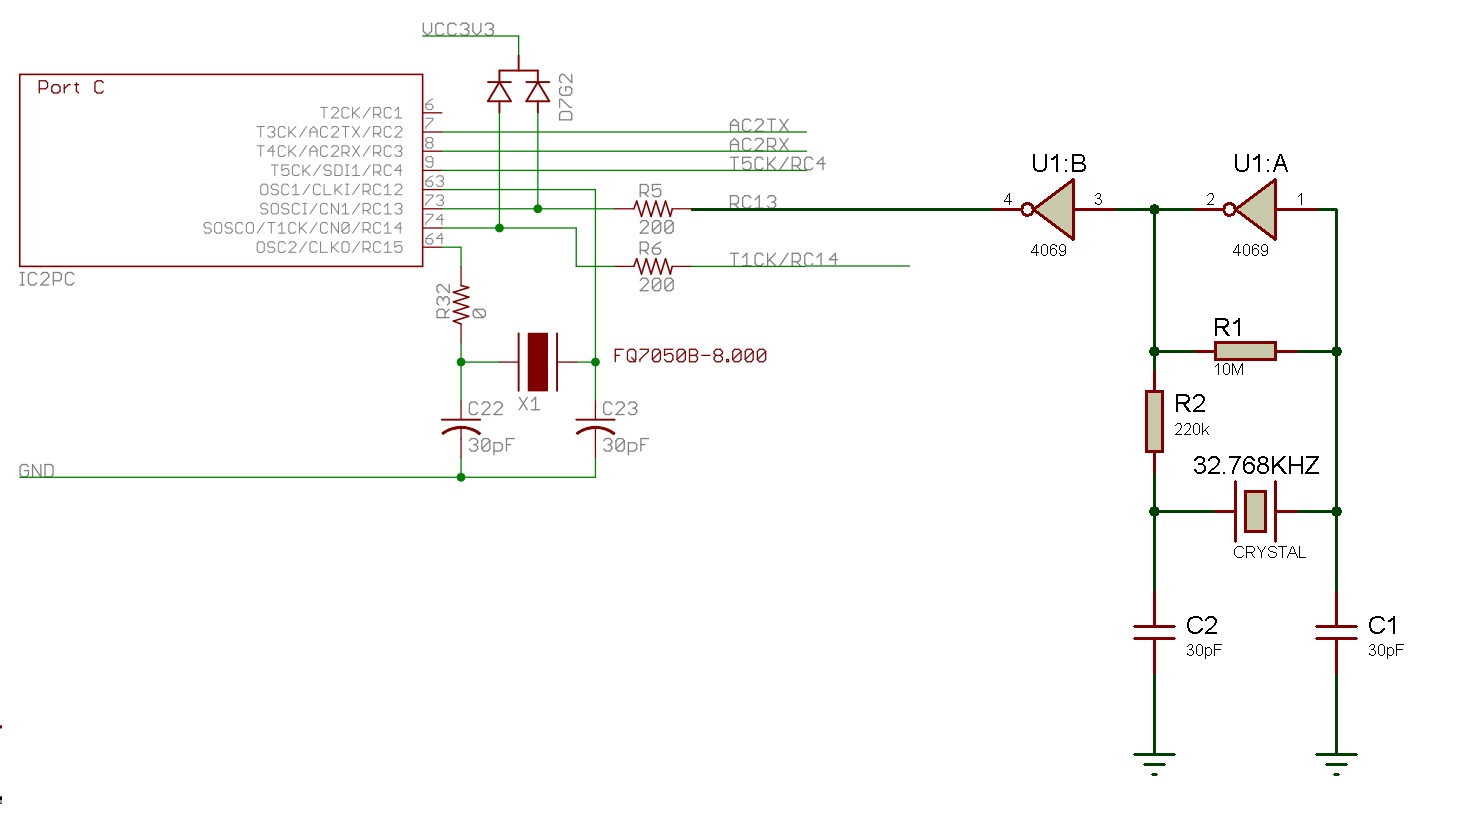 VCC3V3
Port C
D7G2
T2CK/RC1 6
T3CK/AC2TX/RC2 7 AC2TX
T4CK/AC2RX/RC3 8 AC2RX
T5CK/SDI1/RC4 9 T5CK/RC4
OSC1/CLKI/RC12 63
SOSCI/CN1/RC13 73
SOSCO/T1CK/CN0/RC14 74
OSC2/CLKO/RC15 64
IC2PC
R5
200
RC13
R6
200
T1CK/RC14
R32
0
FQ7050B-8.000
X1
C22
30pF
C23
30pF
GND
U1:B
4 3
4069
U1:A
2 1
4069
R1
10M
R2
220k
32.768KHZ
CRYSTAL
C2
30pF
C1
30pF